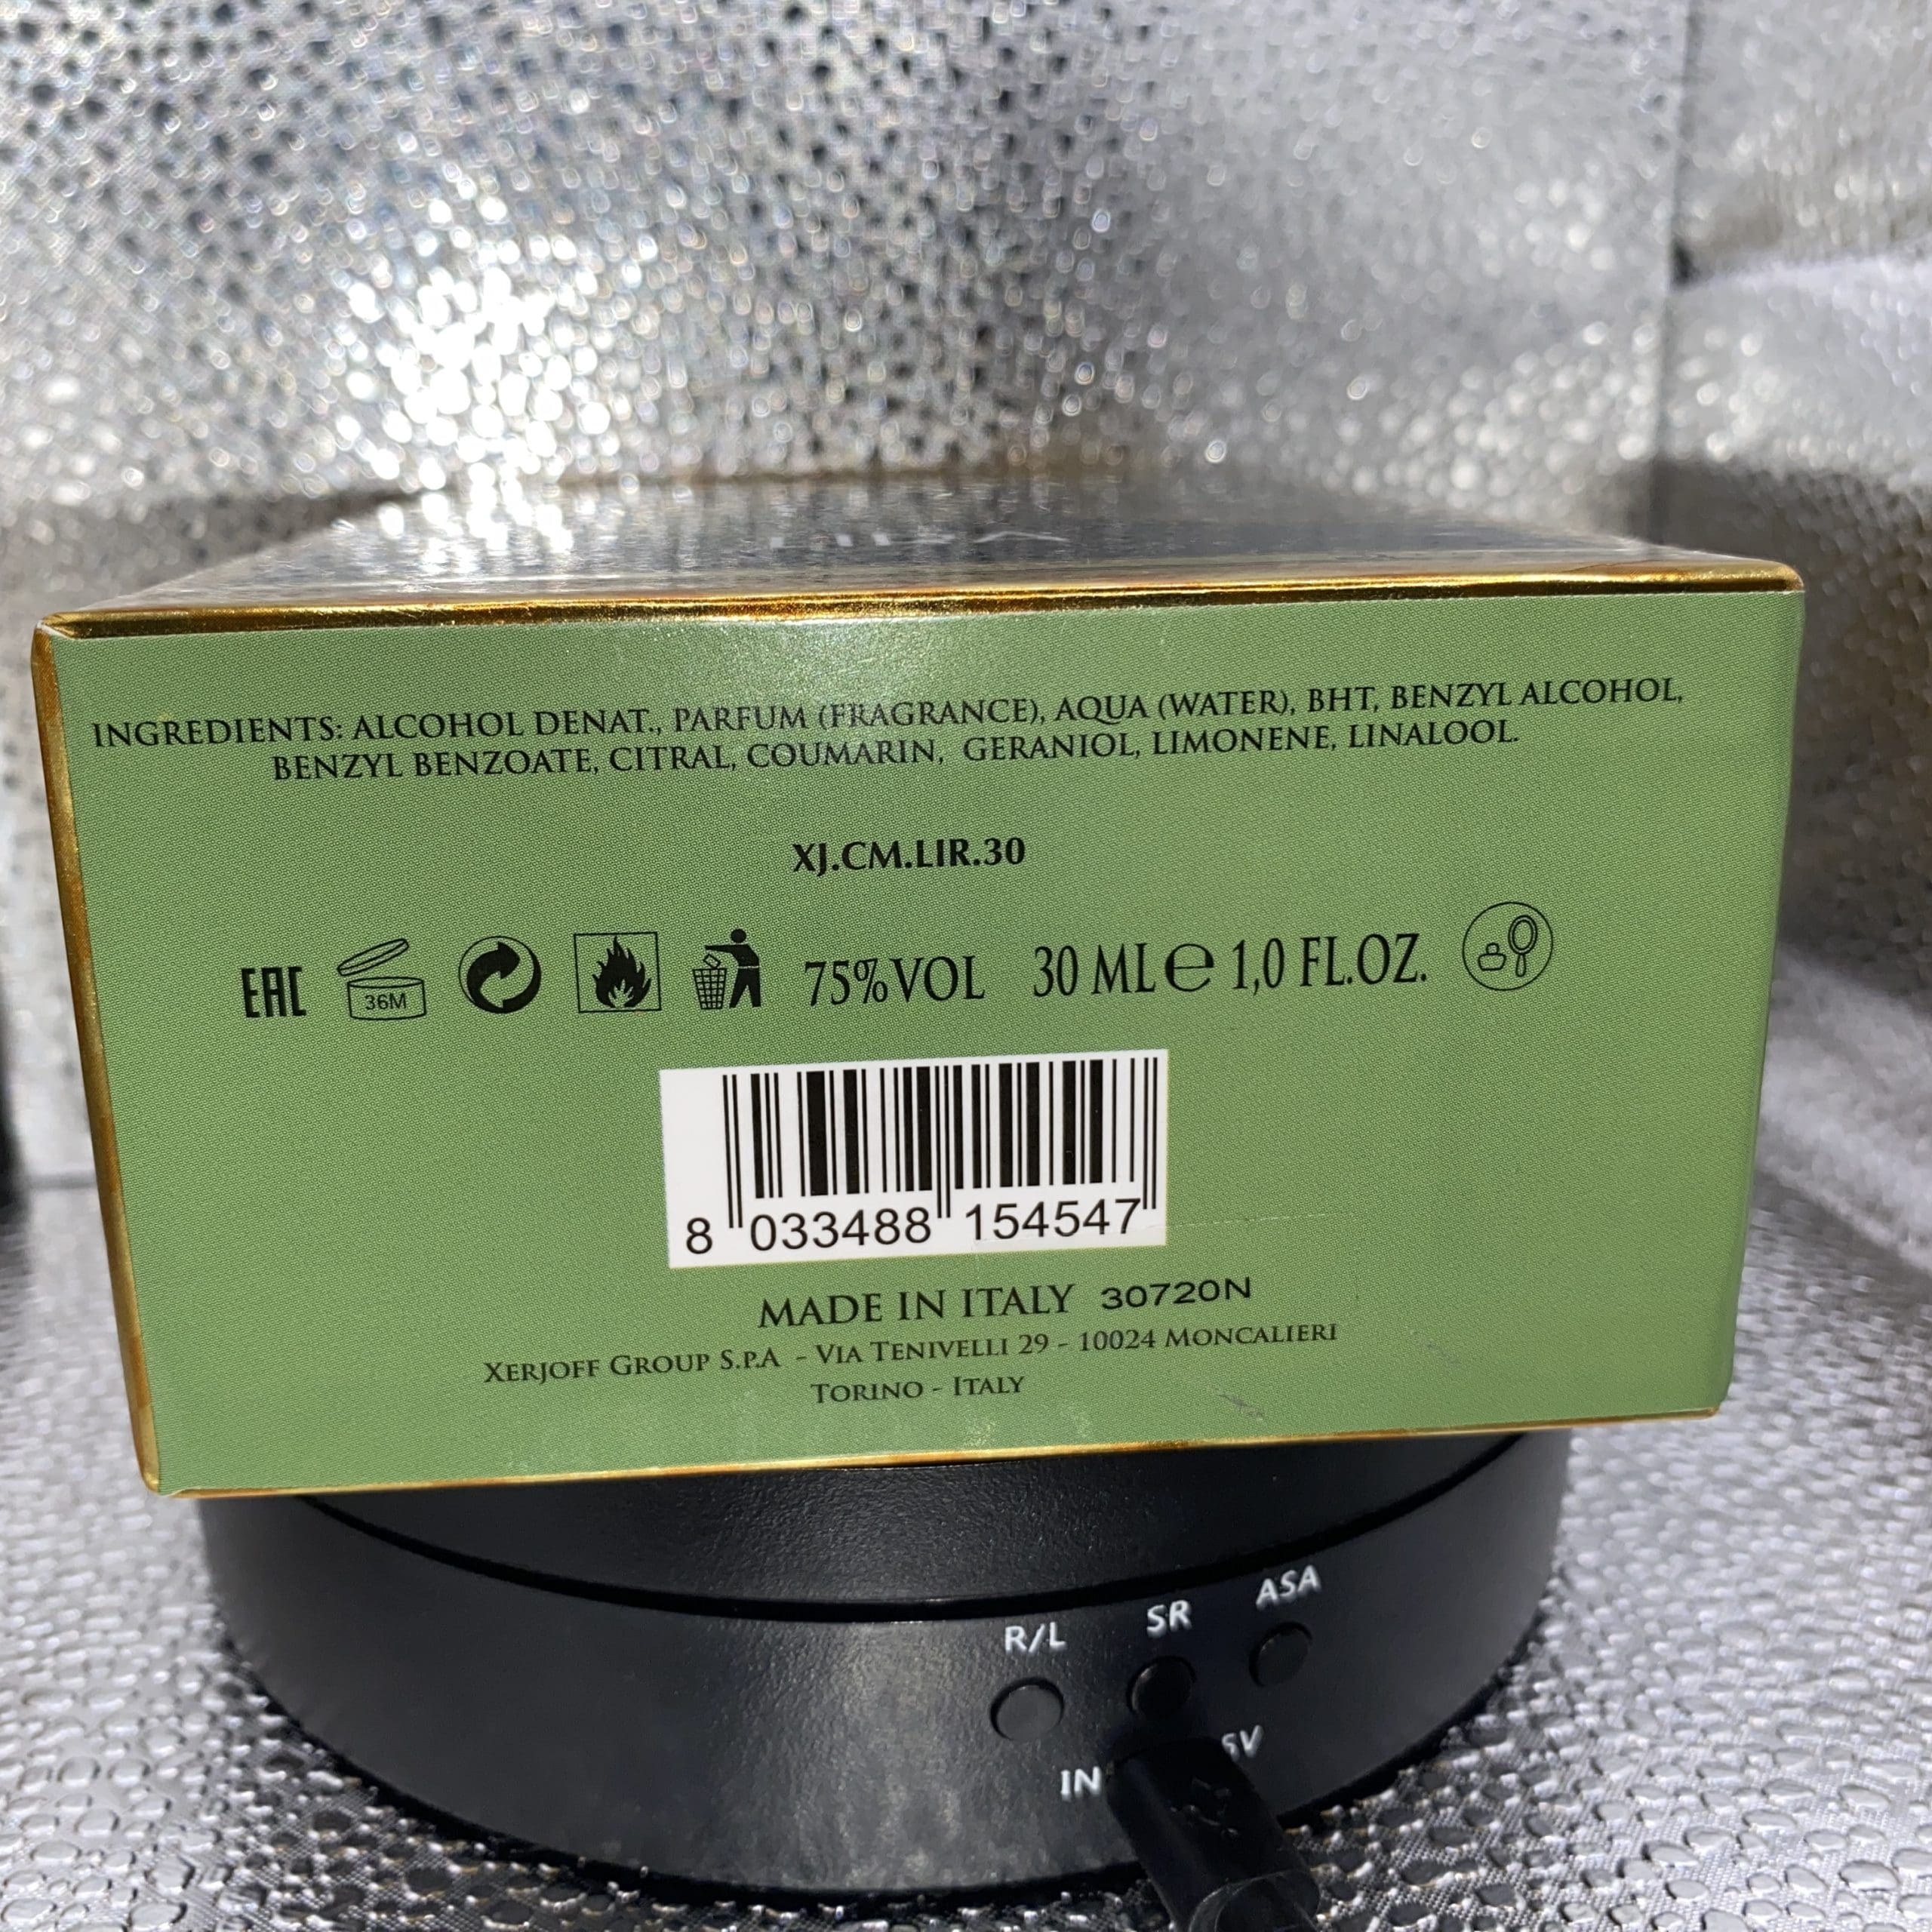 INGREDIENTS: ALCOHOL DENAT., PARFUM (FRAGRANCE), AQUA (WATER), BHT, BENZYL ALCOHOL,
BENZYL BENZOATE, CITRAL, COUMARIN, GERANIOL, LIMONENE, LINALOOL.
XJ.CM.LIR.30
EAC 36M 75%VOL 30 ML e 1,0 FL.OZ.
8 033488 154547
MADE IN ITALY 30720N
XERJOFF GROUP S.P.A - VIA TENIVELLI 29 - 10024 MONCALIERI
TORINO - ITALY
R/L SR ASA
IN 5V